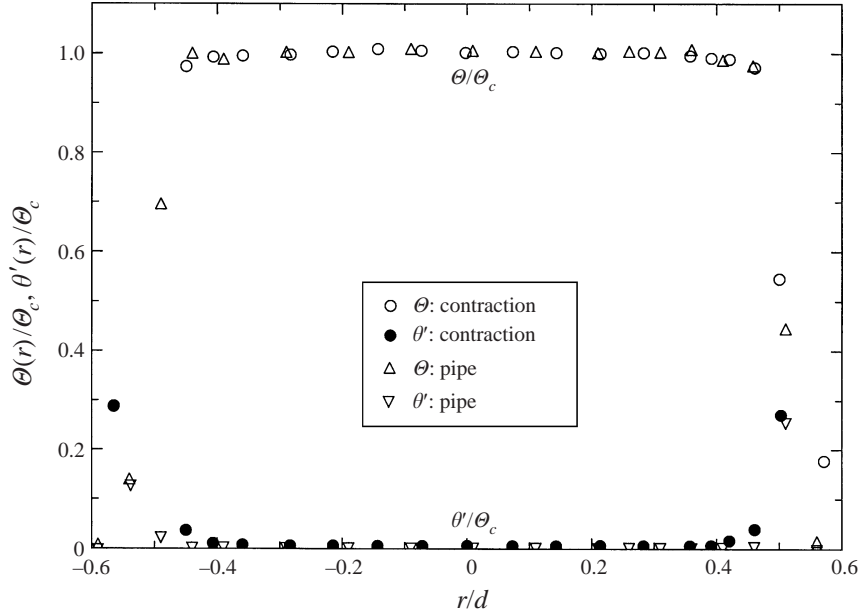 1.0
0.8
0.6
0.4
0.2
0
Θ(r)/Θc, θ′(r)/Θc
Θ/Θc
Θ: contraction
θ′: contraction
Θ: pipe
θ′: pipe
θ′/Θc
–0.6 –0.4 –0.2 0 0.2 0.4 0.6
r/d